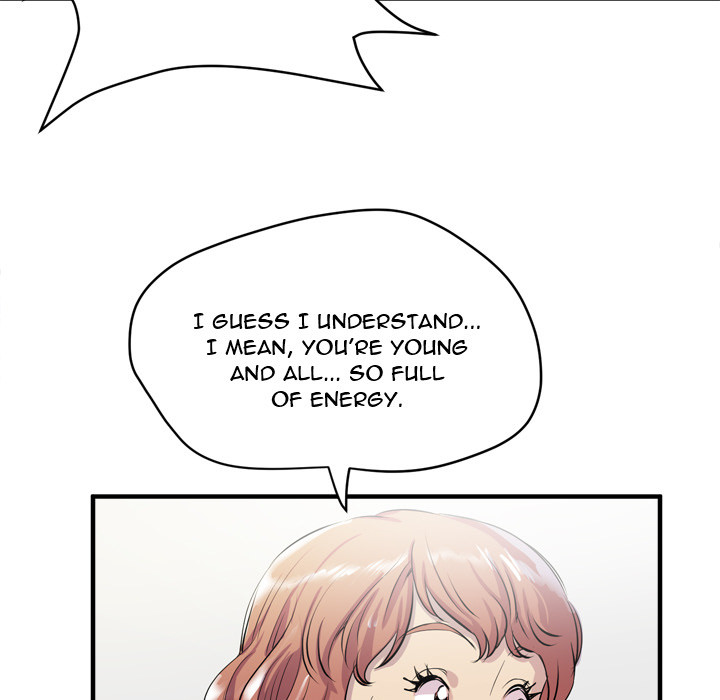 I GUESS I UNDERSTAND...
I MEAN, YOU'RE YOUNG
AND ALL... SO FULL
OF ENERGY.